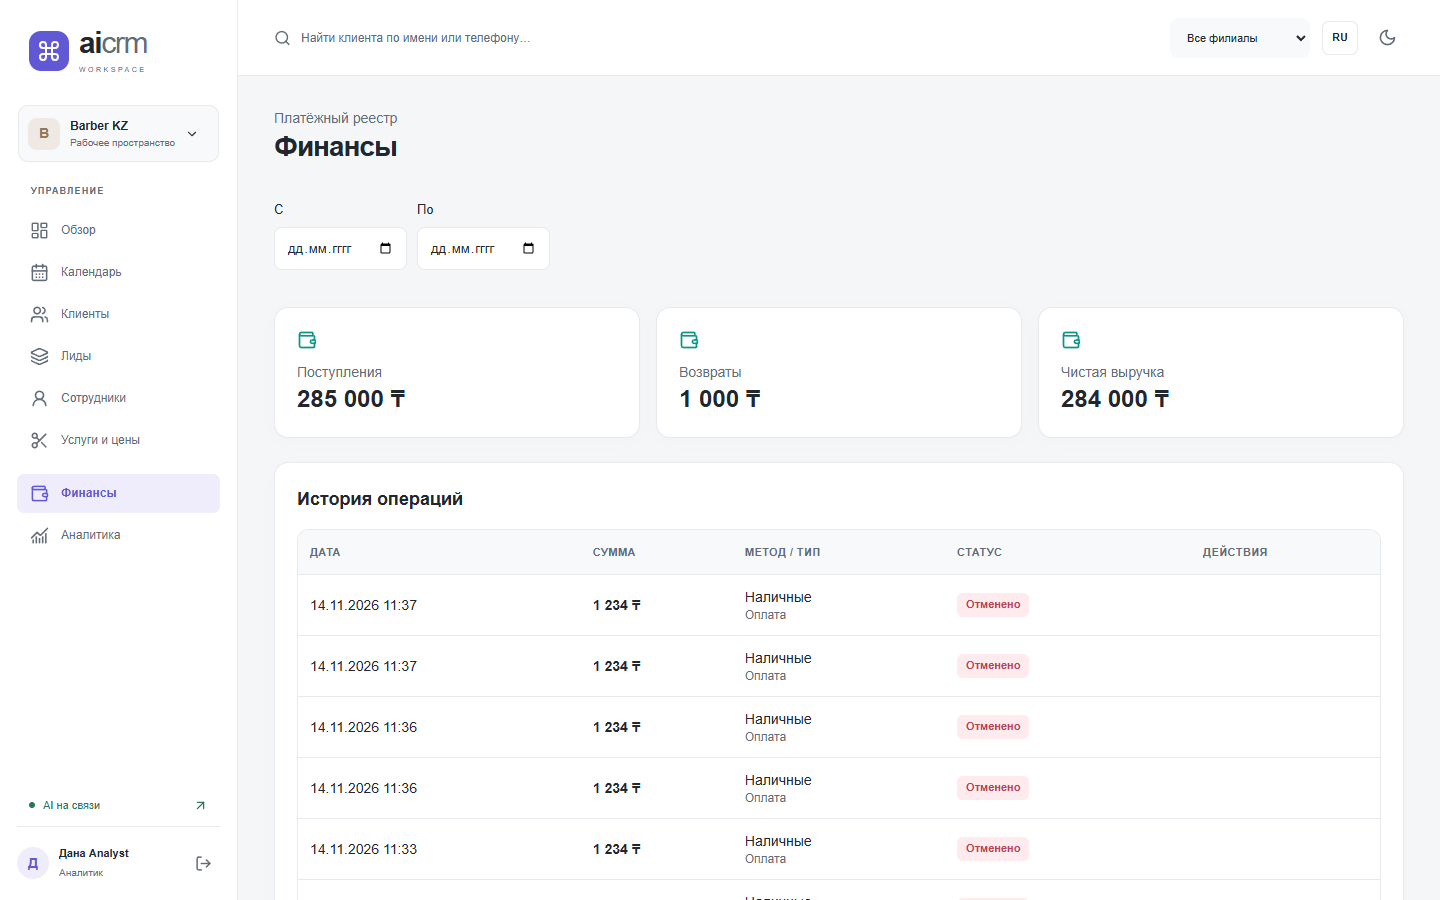 aicrm
WORKSPACE
B
Barber KZ
Рабочее пространство
УПРАВЛЕНИЕ
Обзор
Календарь
Клиенты
Лиды
Сотрудники
Услуги и цены
Финансы
Аналитика
AI на связи
Д
Дана Analyst
Аналитик
Найти клиента по имени или телефону...
Все филиалы
RU
Платёжный реестр
Финансы
С
По
дд.мм.гггг
дд.мм.гггг
Поступления
285 000 ₸
Возвраты
1 000 ₸
Чистая выручка
284 000 ₸
История операций
ДАТА СУММА МЕТОД / ТИП СТАТУС ДЕЙСТВИЯ
14.11.2026 11:37 1 234 ₸ Наличные Отменено
Оплата
14.11.2026 11:37 1 234 ₸ Наличные Отменено
Оплата
14.11.2026 11:36 1 234 ₸ Наличные Отменено
Оплата
14.11.2026 11:36 1 234 ₸ Наличные Отменено
Оплата
14.11.2026 11:33 1 234 ₸ Наличные Отменено
Оплата